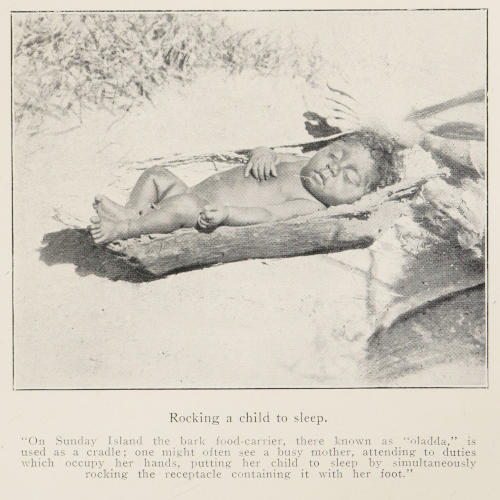 Rocking a child to sleep.
"On Sunday Island the bark food-carrier, there known as "oladda," is
used as a cradle; one might often see a busy mother, attending to duties
which occupy her hands, putting her child to sleep by simultaneously
rocking the receptacle containing it with her foot."